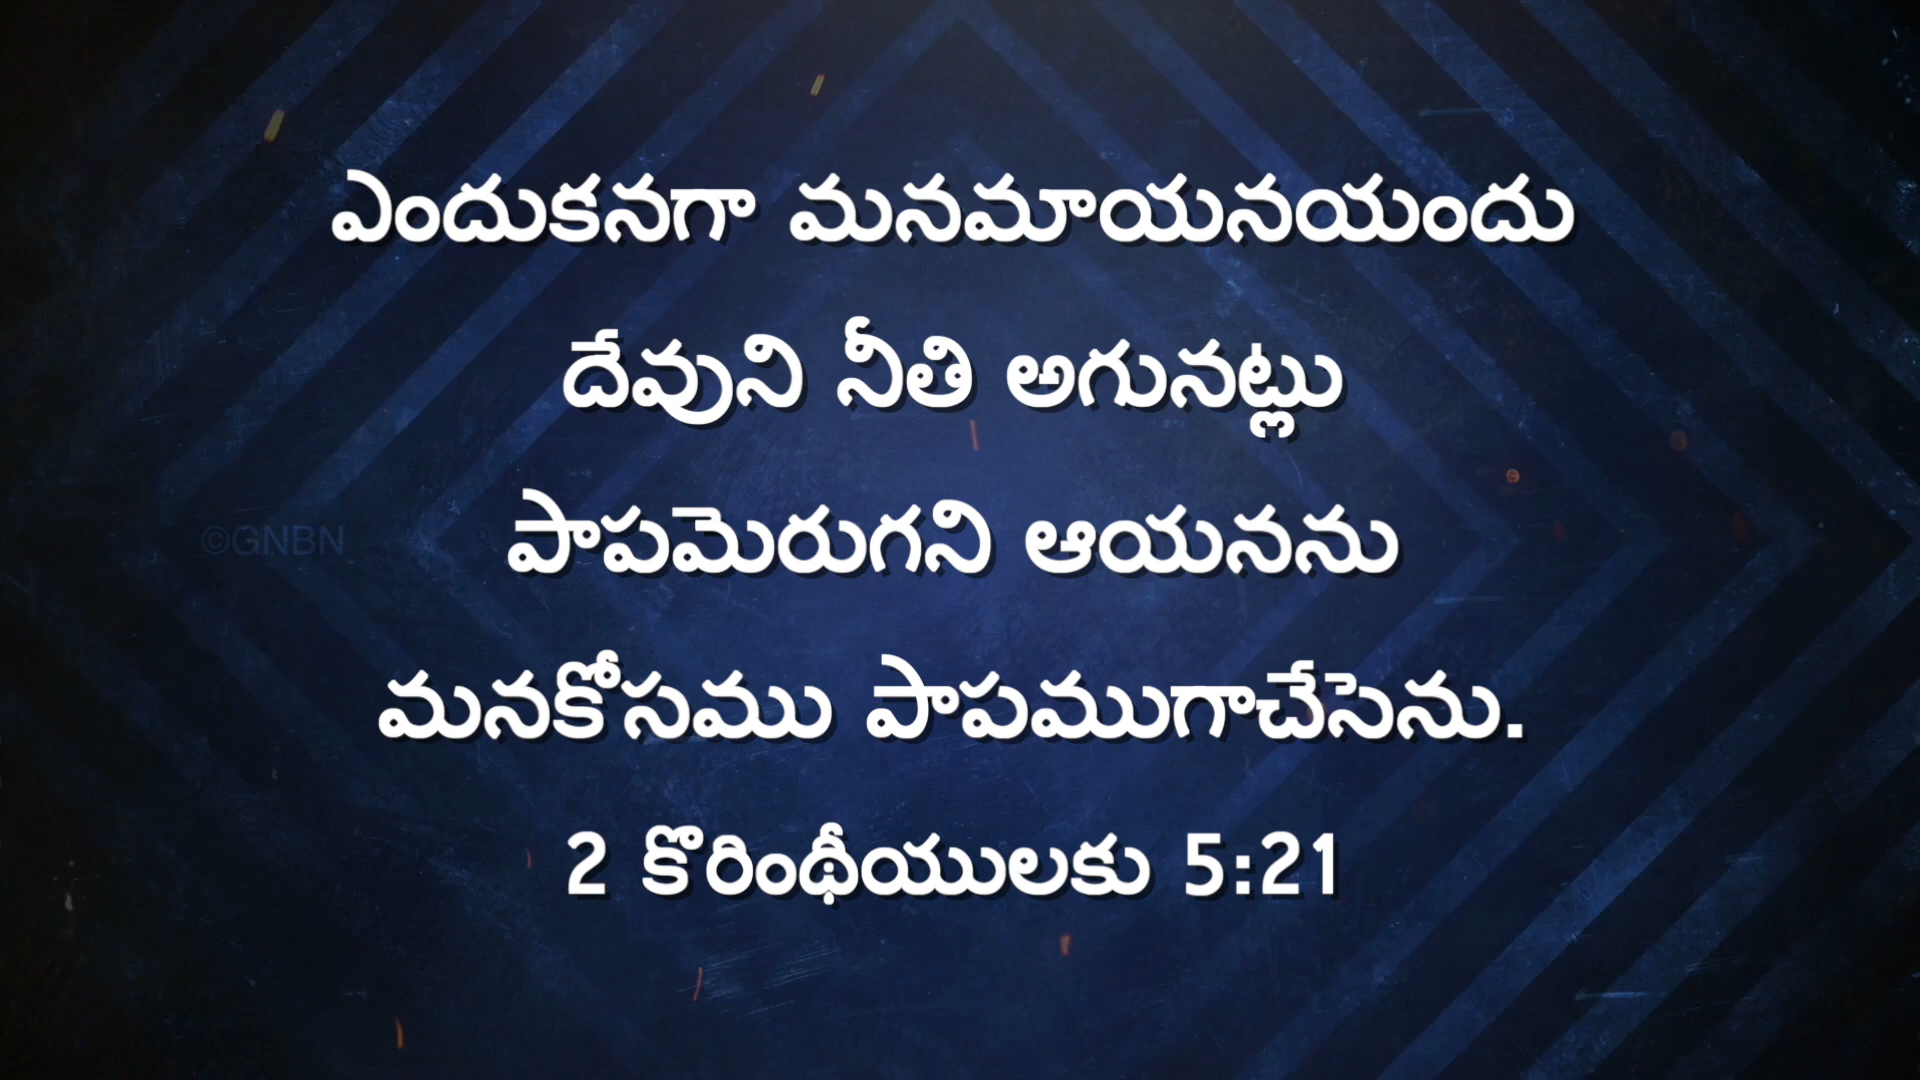 ఎందుకనగా మనమాయనయందు
దేవుని నీతి అగునట్లు
©GNBN
పాపమెరుగని ఆయనను
మనకోసము పాపముగాచేసెను.
2 కొరింథీయులకు 5:21